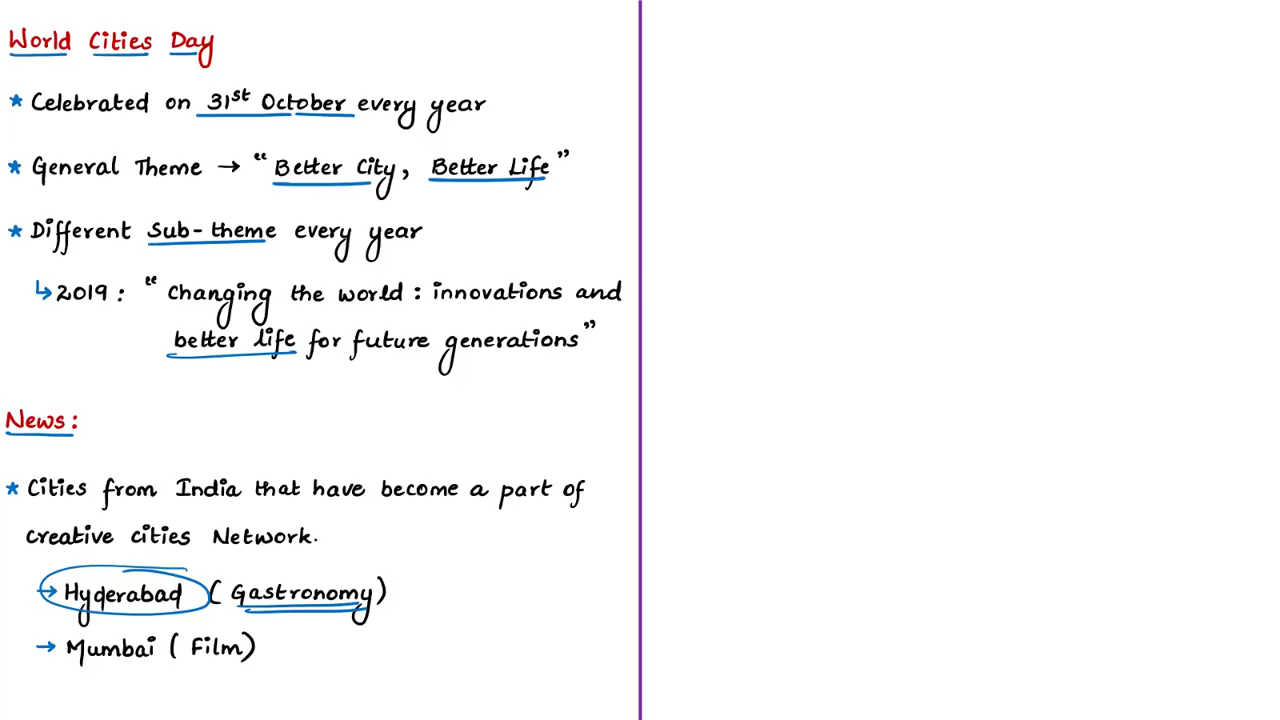 World Cities Day
* Celebrated on 31st October every year
* General Theme → "Better City, Better Life"
* Different Sub-theme every year
↳ 2019 : " Changing the world : innovations and
better life for future generations"
News :
* Cities from India that have become a part of
creative cities Network.
→ Hyderabad ( Gastronomy )
→ Mumbai ( Film )